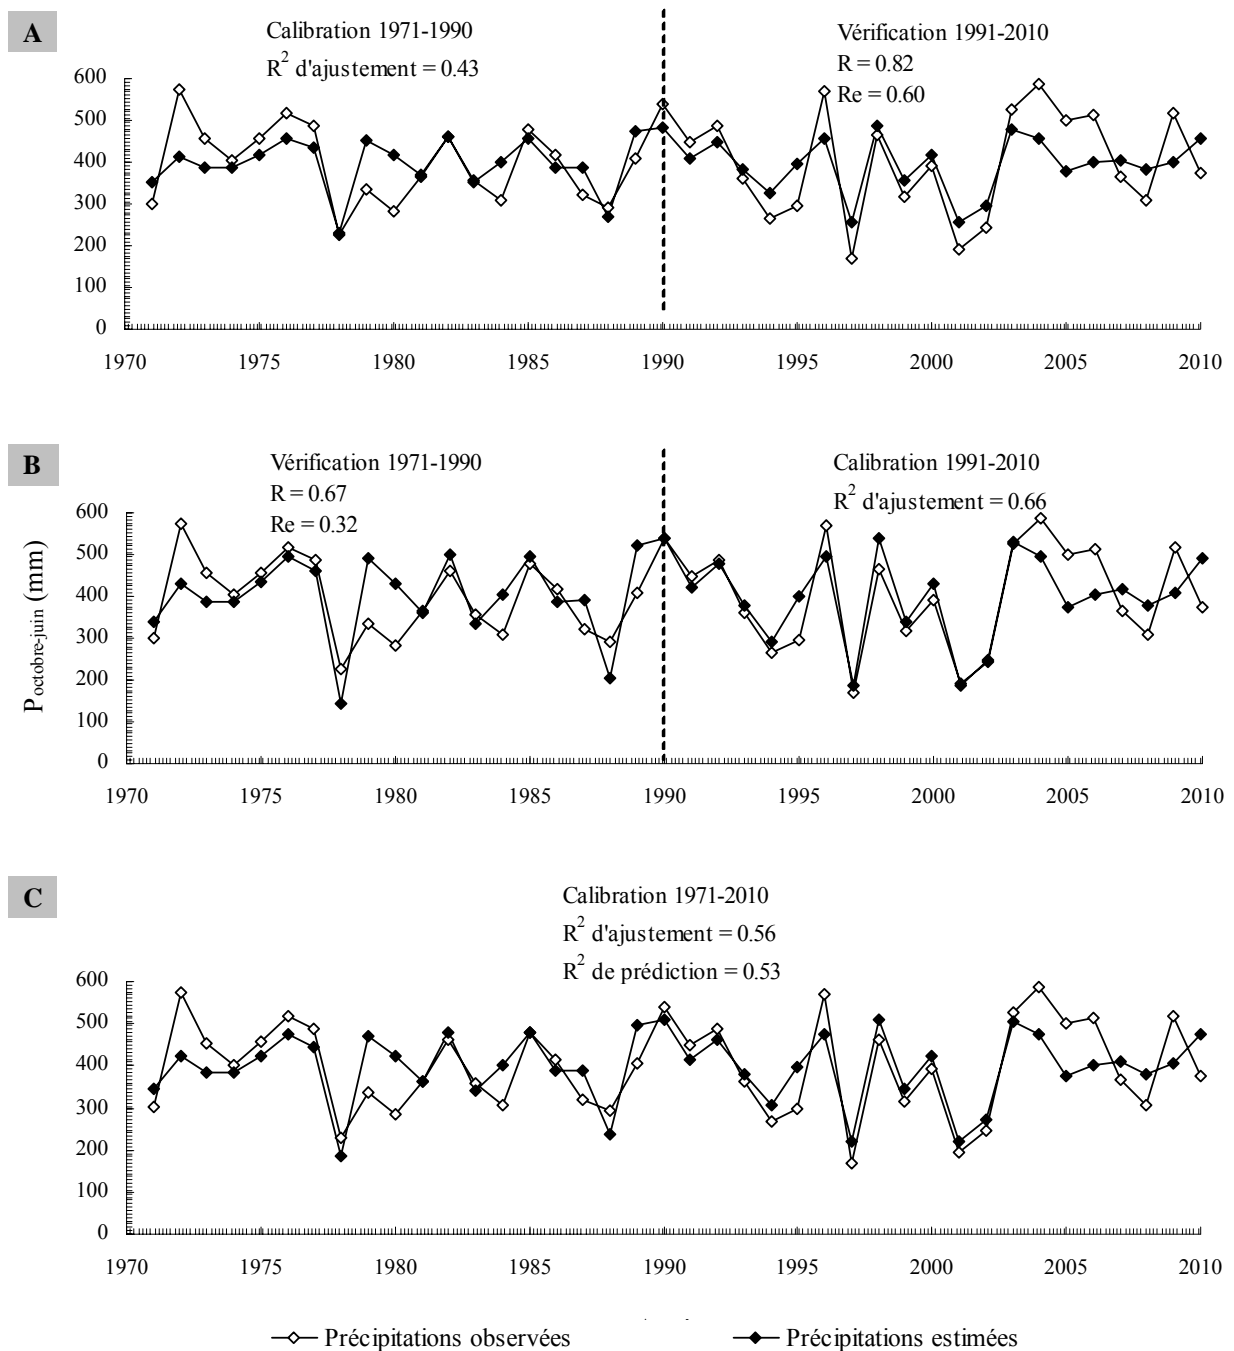 A
Calibration 1971-1990
R² d'ajustement = 0.43
Vérification 1991-2010
R = 0.82
Re = 0.60
600
500
400
300
200
100
0
1970 1975 1980 1985 1990 1995 2000 2005 2010
B
Vérification 1971-1990
R = 0.67
Re = 0.32
Calibration 1991-2010
R² d'ajustement = 0.66
P octobre-juin (mm)
600
500
400
300
200
100
0
1970 1975 1980 1985 1990 1995 2000 2005 2010
C
Calibration 1971-2010
R² d'ajustement = 0.56
R² de prédiction = 0.53
600
500
400
300
200
100
0
1970 1975 1980 1985 1990 1995 2000 2005 2010
Précipitations observées Précipitations estimées